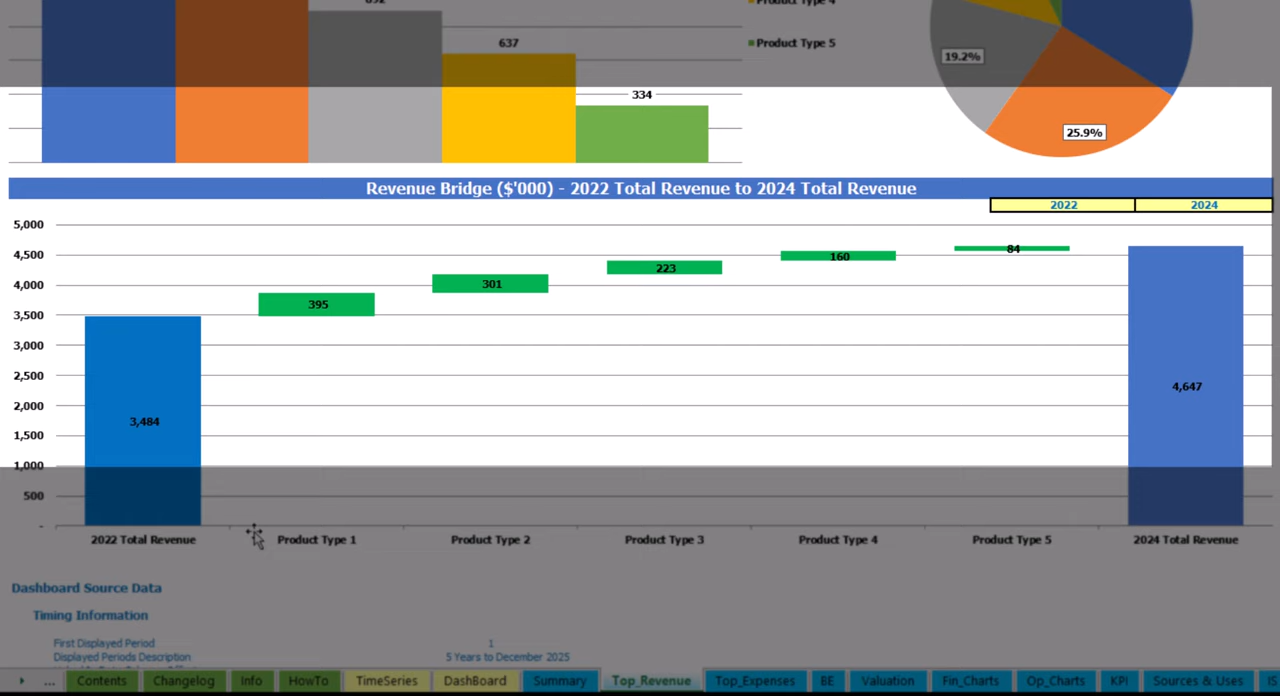 637
Product Type 5
19.2%
334
25.9%
Revenue Bridge ($'000) - 2022 Total Revenue to 2024 Total Revenue
2022 2024
5,000
4,500
4,000
3,500
3,000
2,500
2,000
1,500
1,000
500
-
3,484
395
301
223
160
84
4,647
2022 Total Revenue Product Type 1 Product Type 2 Product Type 3 Product Type 4 Product Type 5 2024 Total Revenue
Dashboard Source Data
Timing Information
First Displayed Period 1
Displayed Periods Description 5 Years to December 2025
... Contents Changelog Info HowTo TimeSeries DashBoard Summary Top_Revenue Top_Expenses BE Valuation Fin_Charts Op_Charts KPI Sources & Uses IS